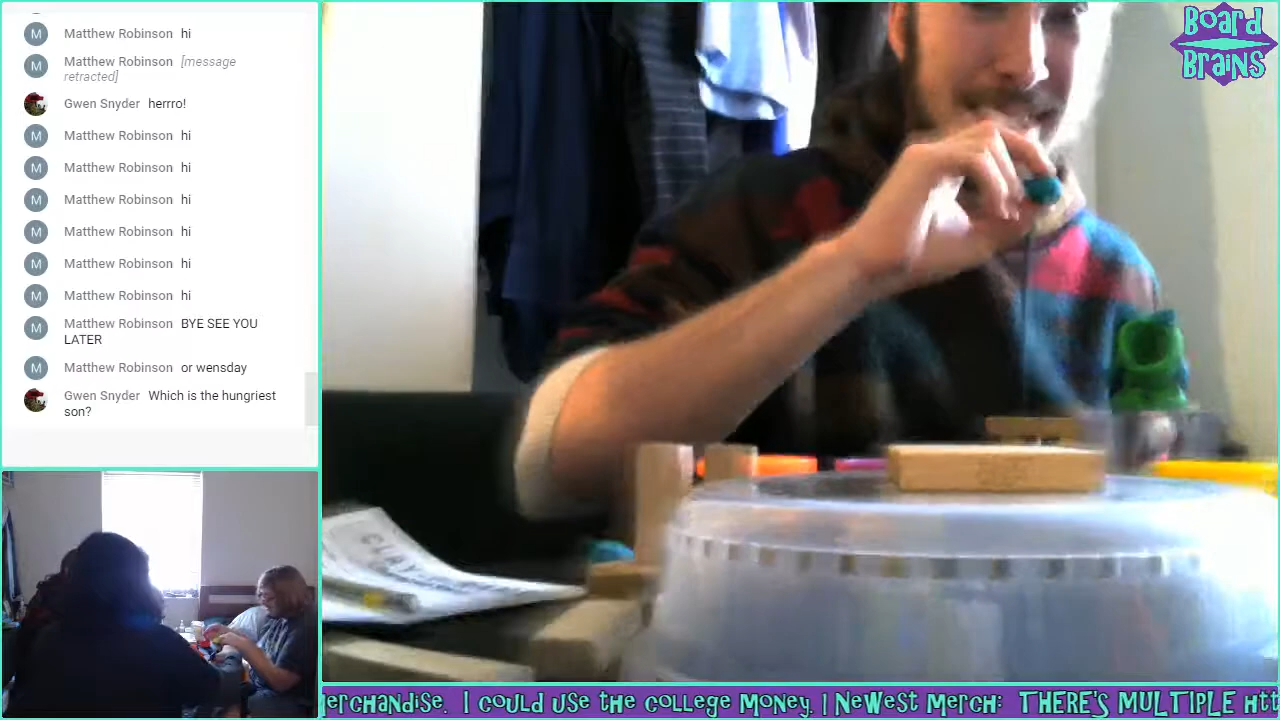 Matthew Robinson hi
Matthew Robinson [message
retracted]
Gwen Snyder herrro!
Matthew Robinson hi
Matthew Robinson hi
Matthew Robinson hi
Matthew Robinson hi
Matthew Robinson hi
Matthew Robinson hi
Matthew Robinson BYE SEE YOU
LATER
Matthew Robinson or wensday
Gwen Snyder Which is the hungriest
son?
Board
Brains
erchandise. I could use the college money. | Newest Merch: THERE'S MULTIPLE htt